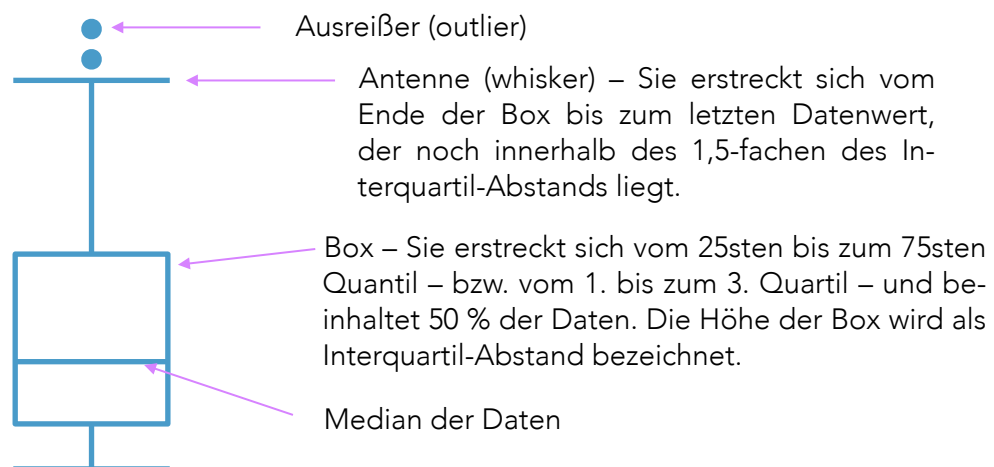 Ausreißer (outlier)
Antenne (whisker) – Sie erstreckt sich vom
Ende der Box bis zum letzten Datenwert,
der noch innerhalb des 1,5-fachen des In-
terquartil-Abstands liegt.
Box – Sie erstreckt sich vom 25sten bis zum 75sten
Quantil – bzw. vom 1. bis zum 3. Quartil – und be-
inhaltet 50 % der Daten. Die Höhe der Box wird als
Interquartil-Abstand bezeichnet.
Median der Daten